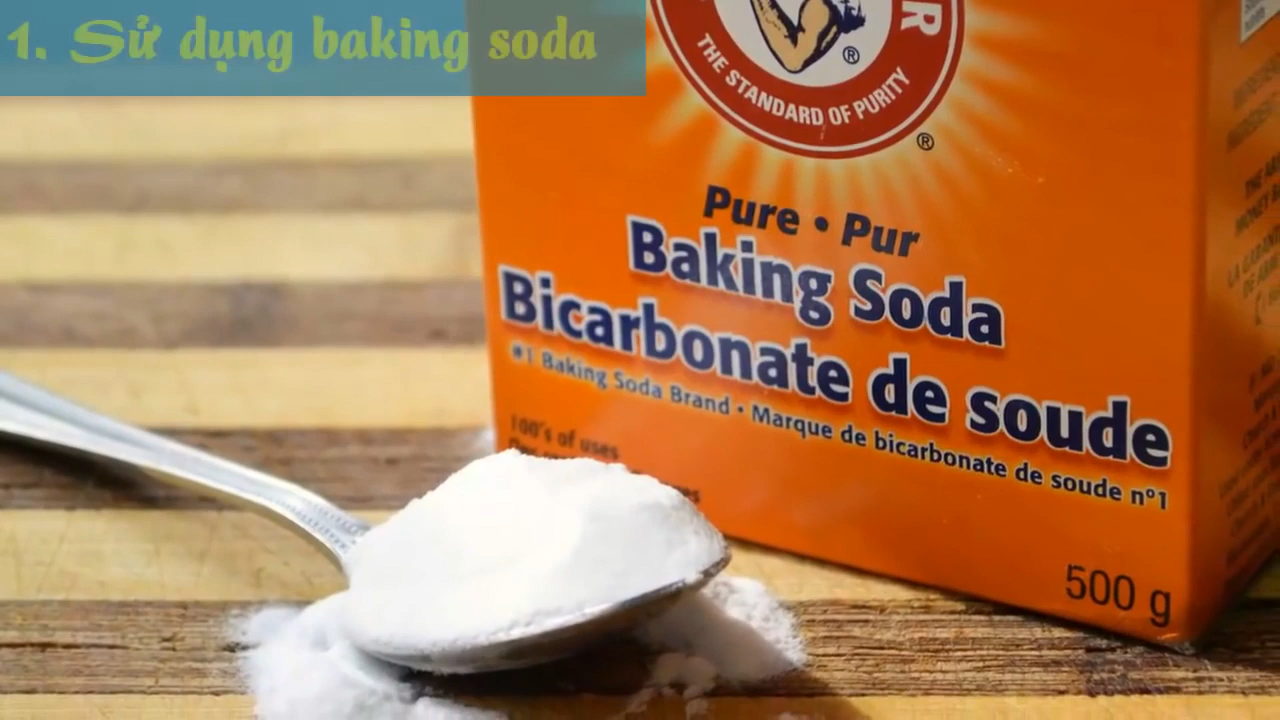 1. Sử dụng baking soda
R
THE STANDARD OF PURITY
®
®
Pure • Pur
Baking Soda
Bicarbonate de soude
#1 Baking Soda Brand • Marque de bicarbonate de soude nº1
100's of uses
500 g